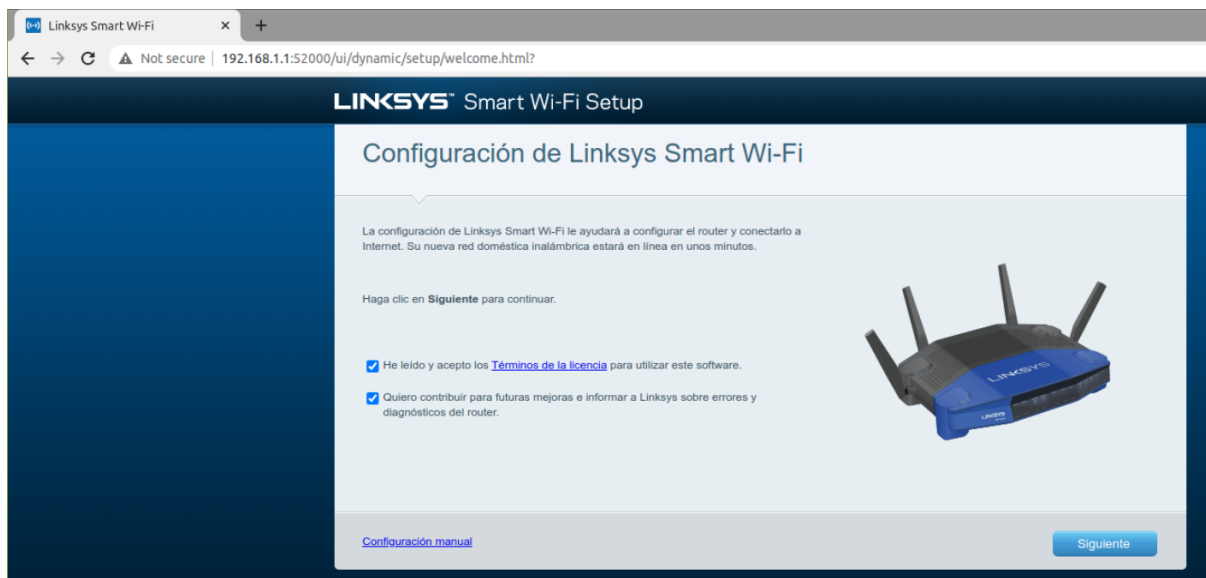 Linksys Smart Wi-Fi
Not secure | 192.168.1.1:52000/ui/dynamic/setup/welcome.html?
LINKSYS™ Smart Wi-Fi Setup
Configuración de Linksys Smart Wi-Fi
La configuración de Linksys Smart Wi-Fi le ayudará a configurar el router y conectarlo a
Internet. Su nueva red doméstica inalámbrica estará en línea en unos minutos.
Haga clic en Siguiente para continuar.
He leído y acepto los Términos de la licencia para utilizar este software.
Quiero contribuir para futuras mejoras e informar a Linksys sobre errores y
diagnósticos del router.
LINKSYS
LINKSYS
Configuración manual
Siguiente